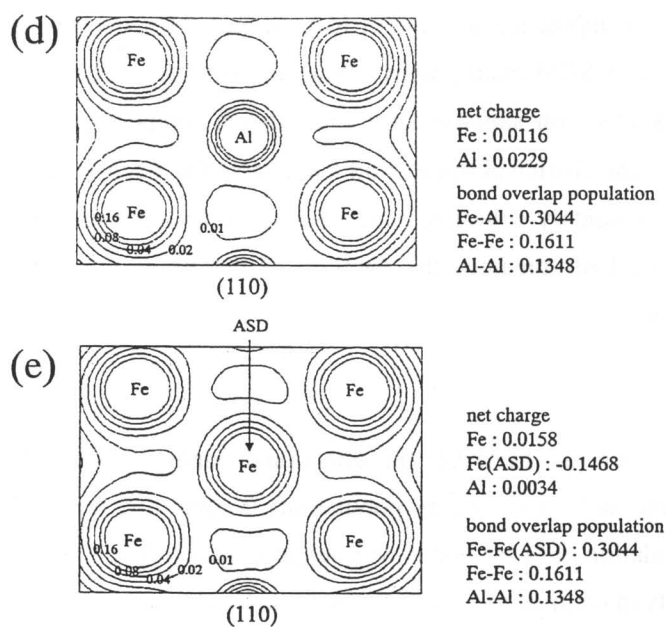 (d)
Fe
Fe
Al
Fe
Fe
0.16
0.08
0.04
0.02
0.01
(110)
net charge
Fe : 0.0116
Al : 0.0229
bond overlap population
Fe-Al : 0.3044
Fe-Fe : 0.1611
Al-Al : 0.1348
(e)
ASD
Fe
Fe
Fe
Fe
Fe
0.16
0.08
0.04
0.02
0.01
(110)
net charge
Fe : 0.0158
Fe(ASD) : -0.1468
Al : 0.0034
bond overlap population
Fe-Fe(ASD) : 0.3044
Fe-Fe : 0.1611
Al-Al : 0.1348